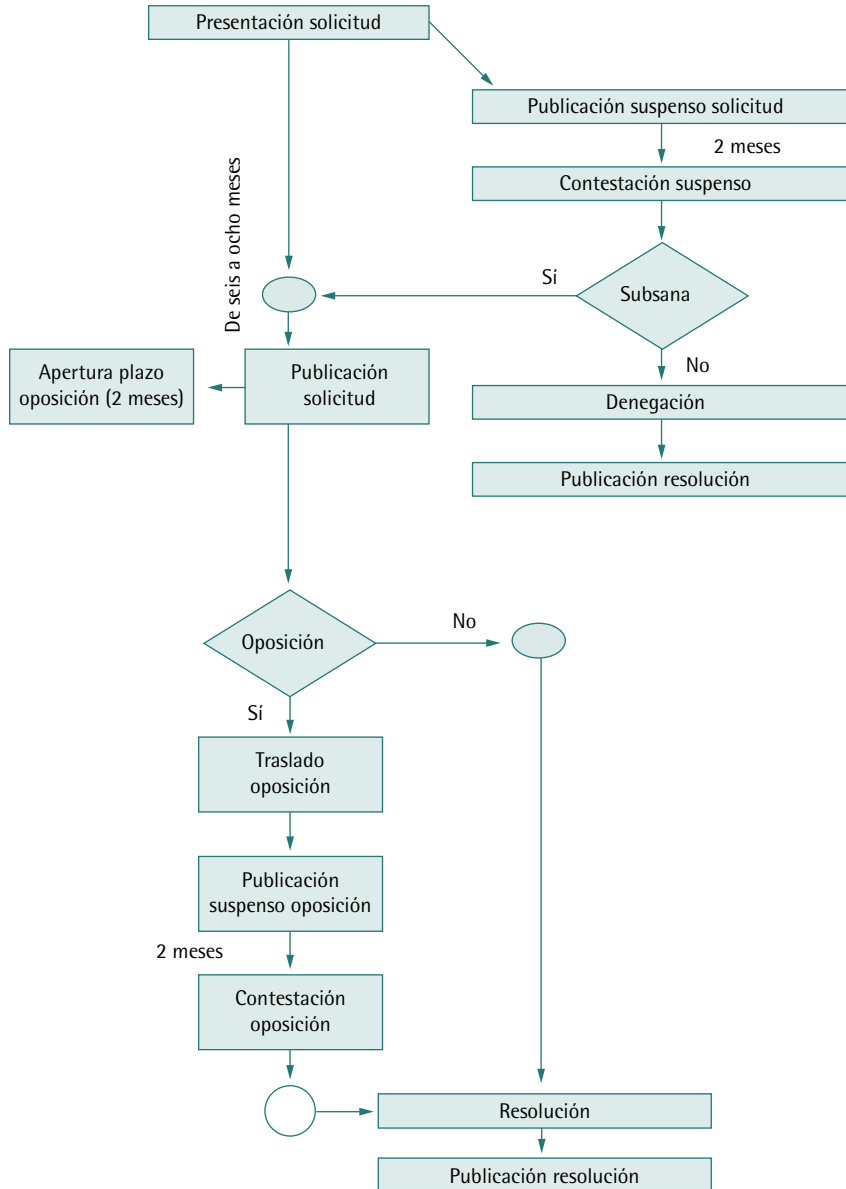 Presentación solicitud
Publicación suspenso solicitud
2 meses
Contestación suspenso
De seis a ocho meses
Sí
Subsana
No
Apertura plazo
oposición (2 meses)
Publicación
solicitud
Denegación
Publicación resolución
Oposición
No
Sí
Traslado
oposición
Publicación
suspenso oposición
2 meses
Contestación
oposición
Resolución
Publicación resolución